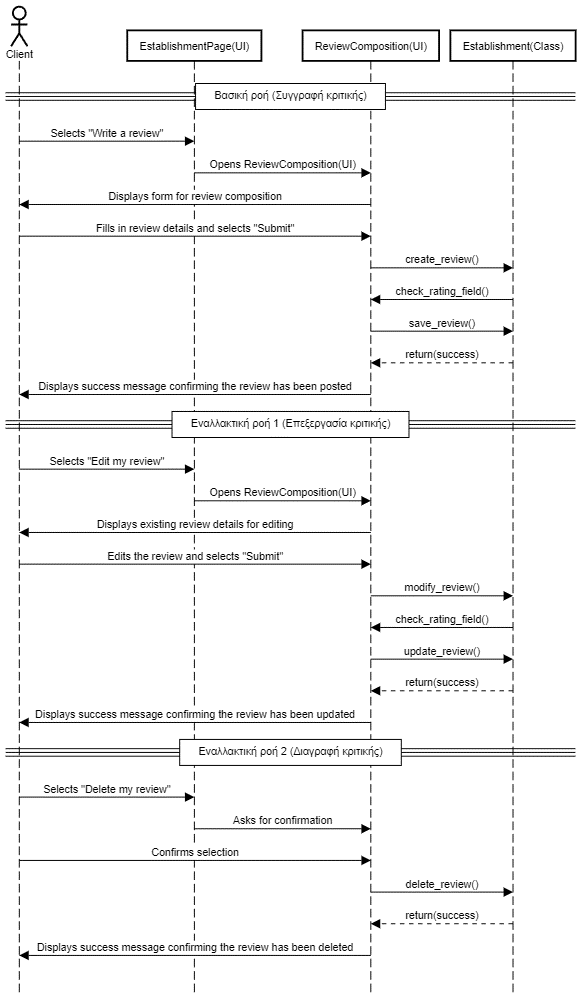 Client
EstablishmentPage(UI)
ReviewComposition(UI)
Establishment(Class)
Βασική ροή (Συγγραφή κριτικής)
Selects "Write a review"
Opens ReviewComposition(UI)
Displays form for review composition
Fills in review details and selects "Submit"
create_review()
check_rating_field()
save_review()
return(success)
Displays success message confirming the review has been posted
Εναλλακτική ροή 1 (Επεξεργασία κριτικής)
Selects "Edit my review"
Opens ReviewComposition(UI)
Displays existing review details for editing
Edits the review and selects "Submit"
modify_review()
check_rating_field()
update_review()
return(success)
Displays success message confirming the review has been updated
Εναλλακτική ροή 2 (Διαγραφή κριτικής)
Selects "Delete my review"
Asks for confirmation
Confirms selection
delete_review()
return(success)
Displays success message confirming the review has been deleted